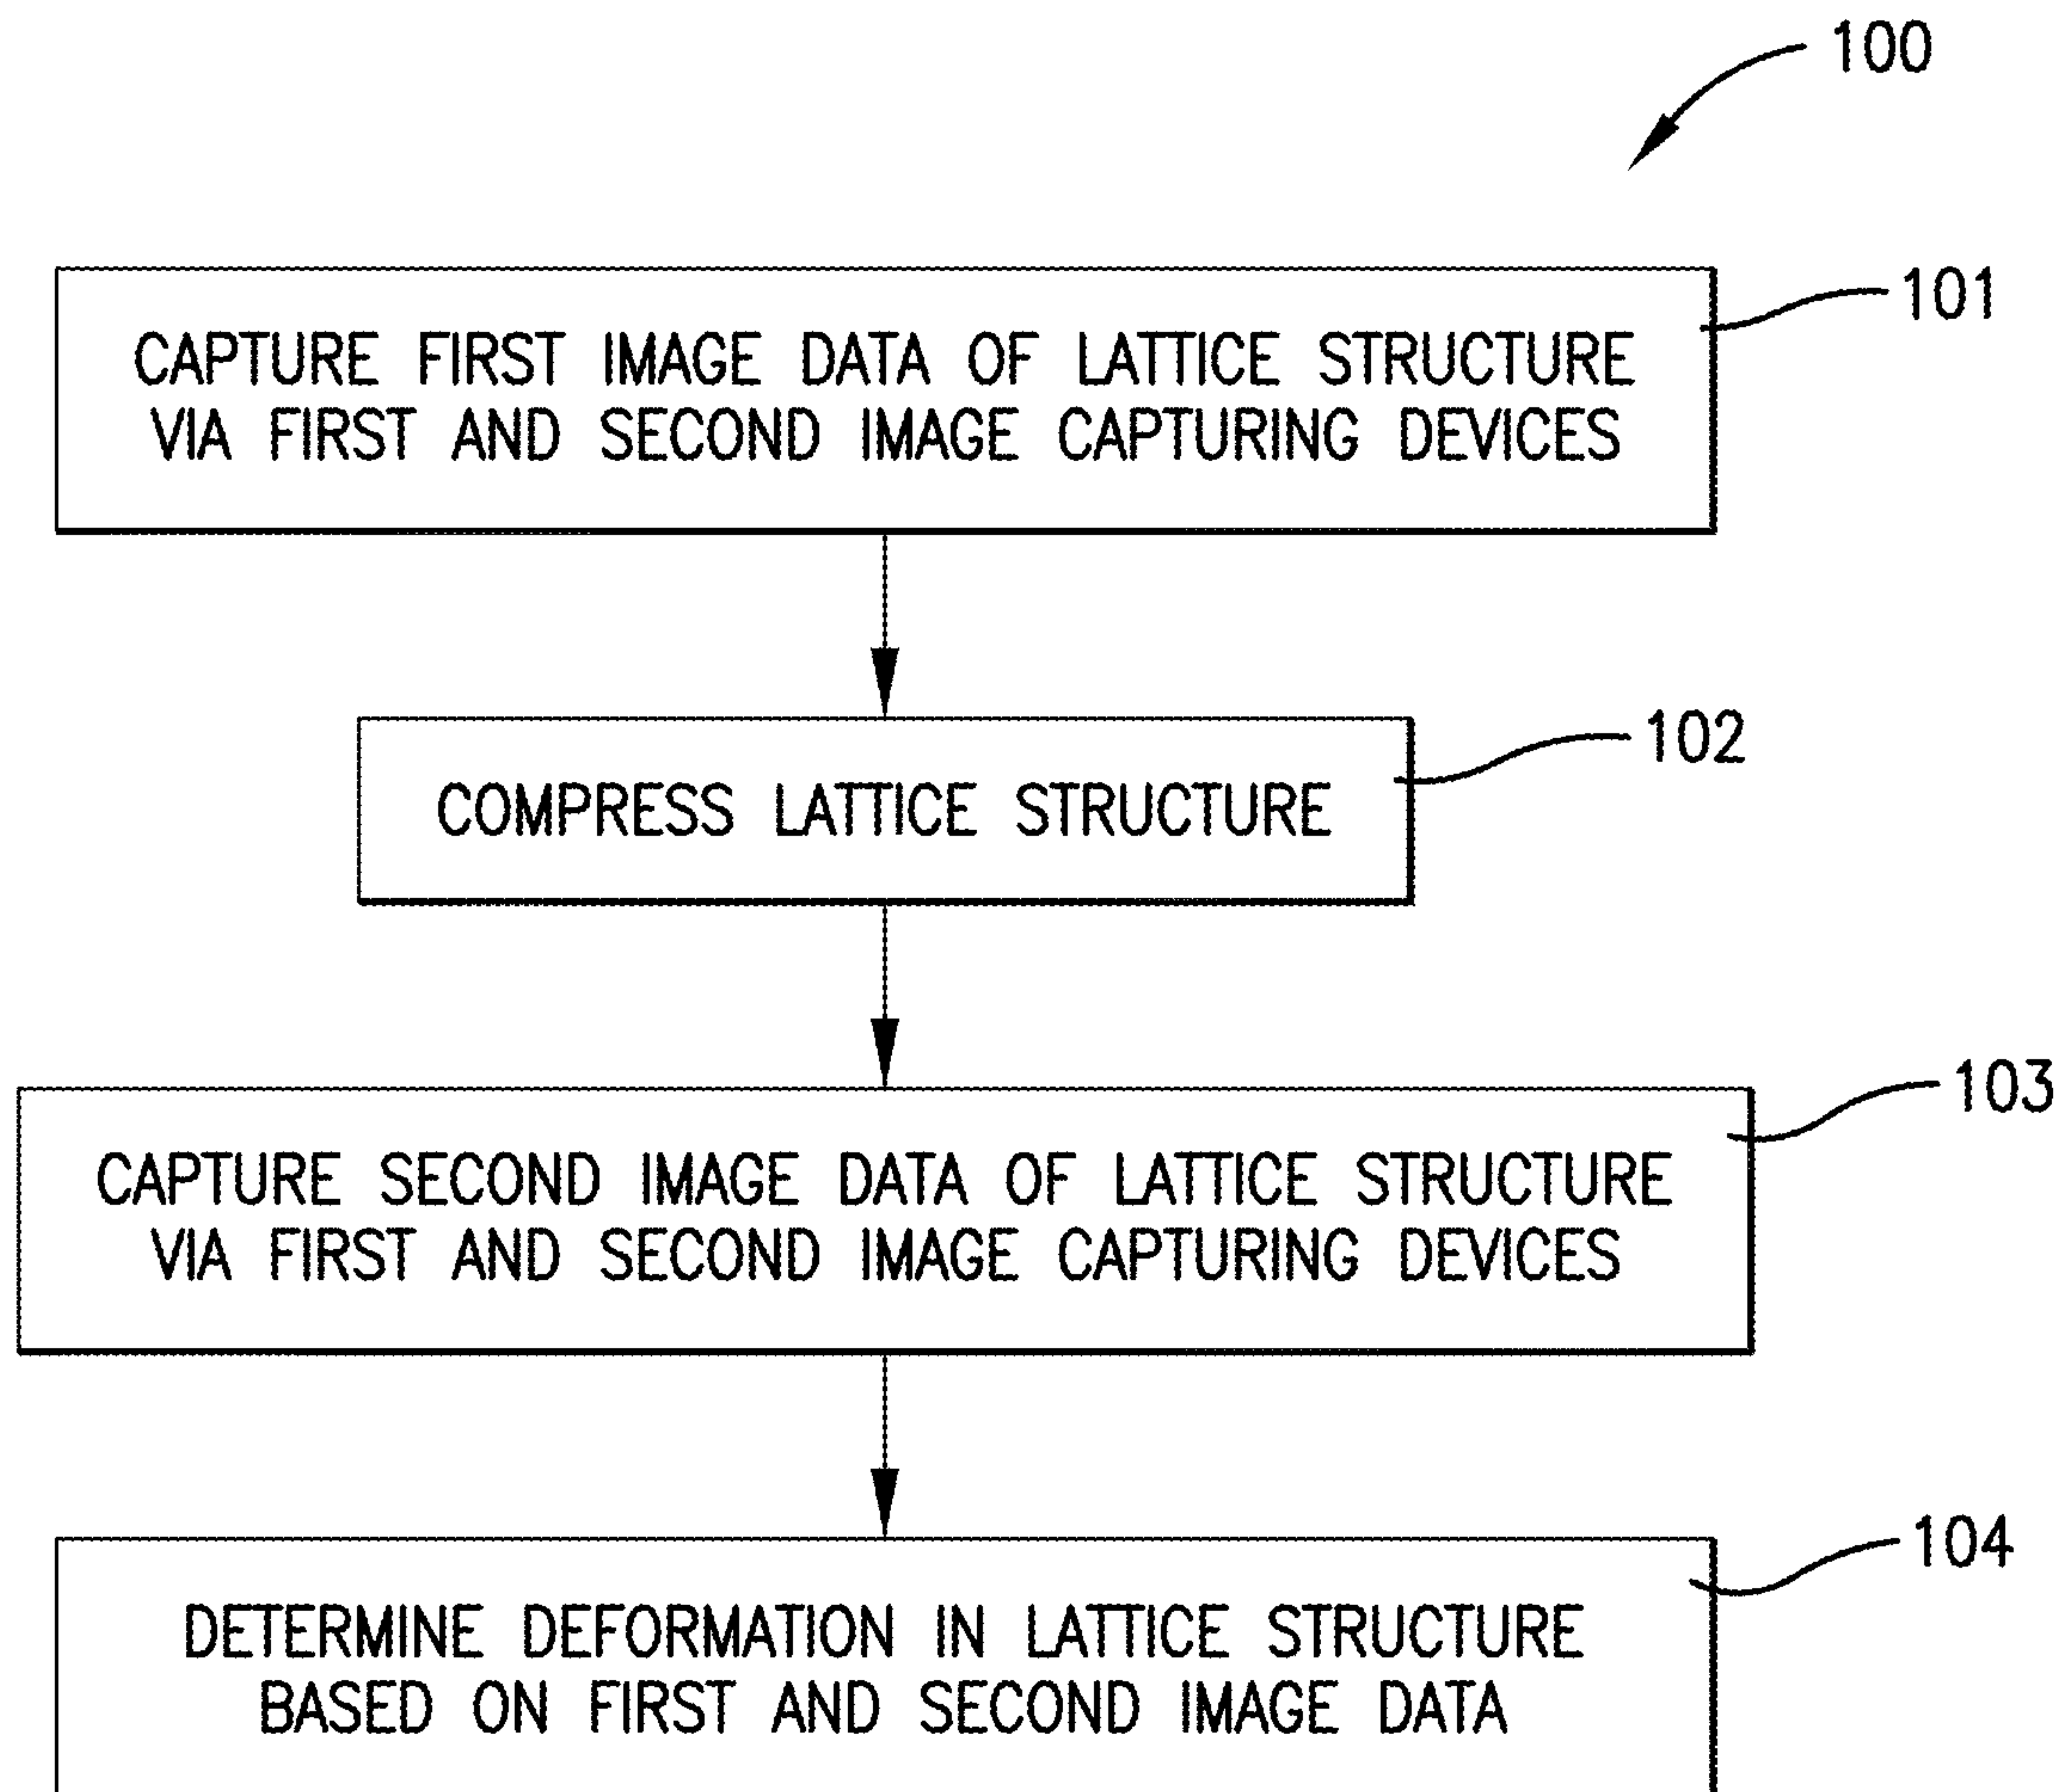 100
101
CAPTURE FIRST IMAGE DATA OF LATTICE STRUCTURE
VIA FIRST AND SECOND IMAGE CAPTURING DEVICES
102
COMPRESS LATTICE STRUCTURE
103
CAPTURE SECOND IMAGE DATA OF LATTICE STRUCTURE
VIA FIRST AND SECOND IMAGE CAPTURING DEVICES
104
DETERMINE DEFORMATION IN LATTICE STRUCTURE
BASED ON FIRST AND SECOND IMAGE DATA